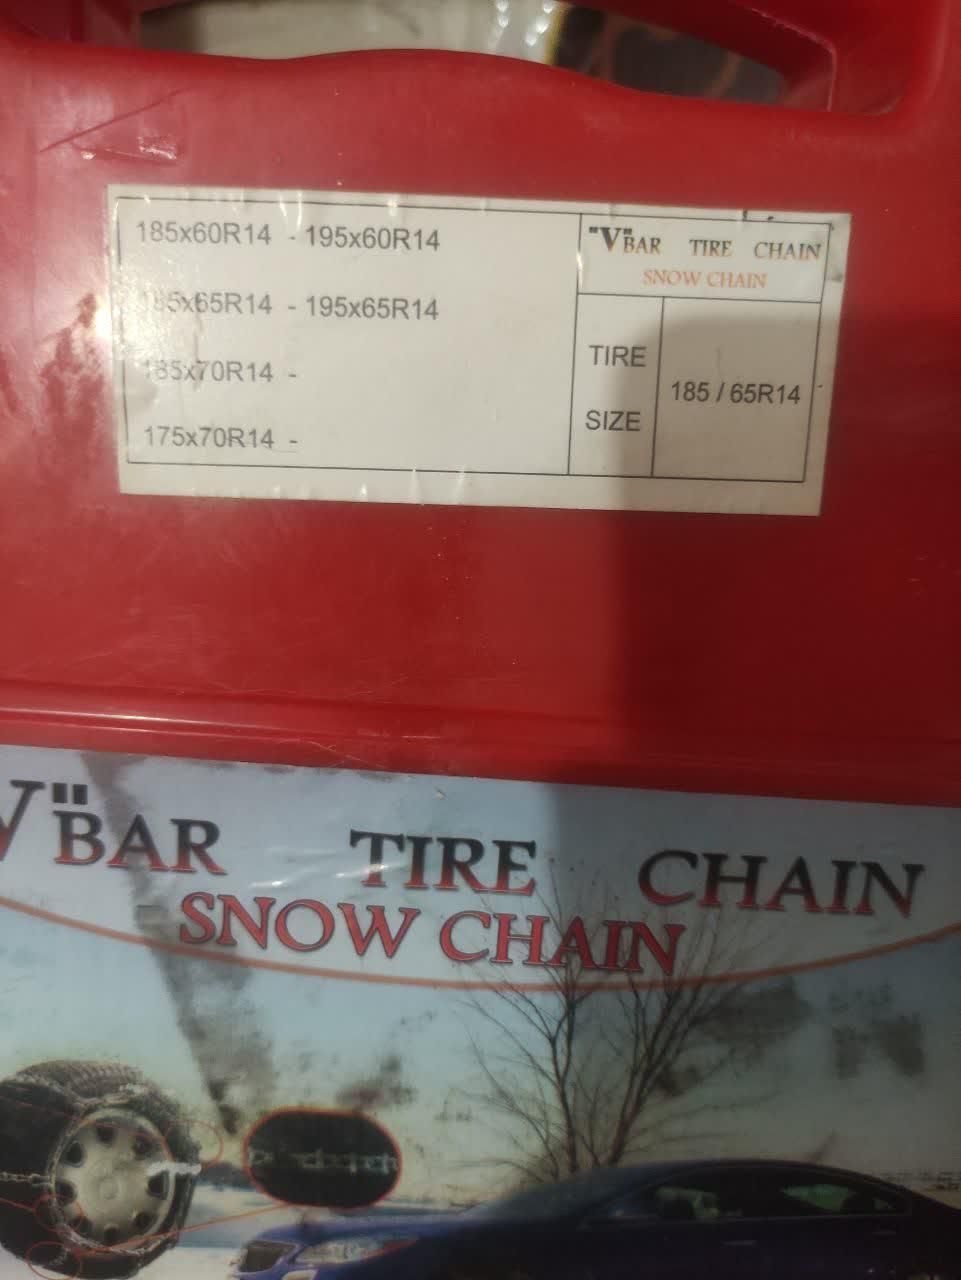 185x60R14 - 195x60R14
185x65R14 - 195x65R14
185x70R14 -
175x70R14 -
"V"BAR TIRE CHAIN
SNOW CHAIN
TIRE
SIZE
185 / 65R14
V"BAR TIRE CHAIN
SNOW CHAIN